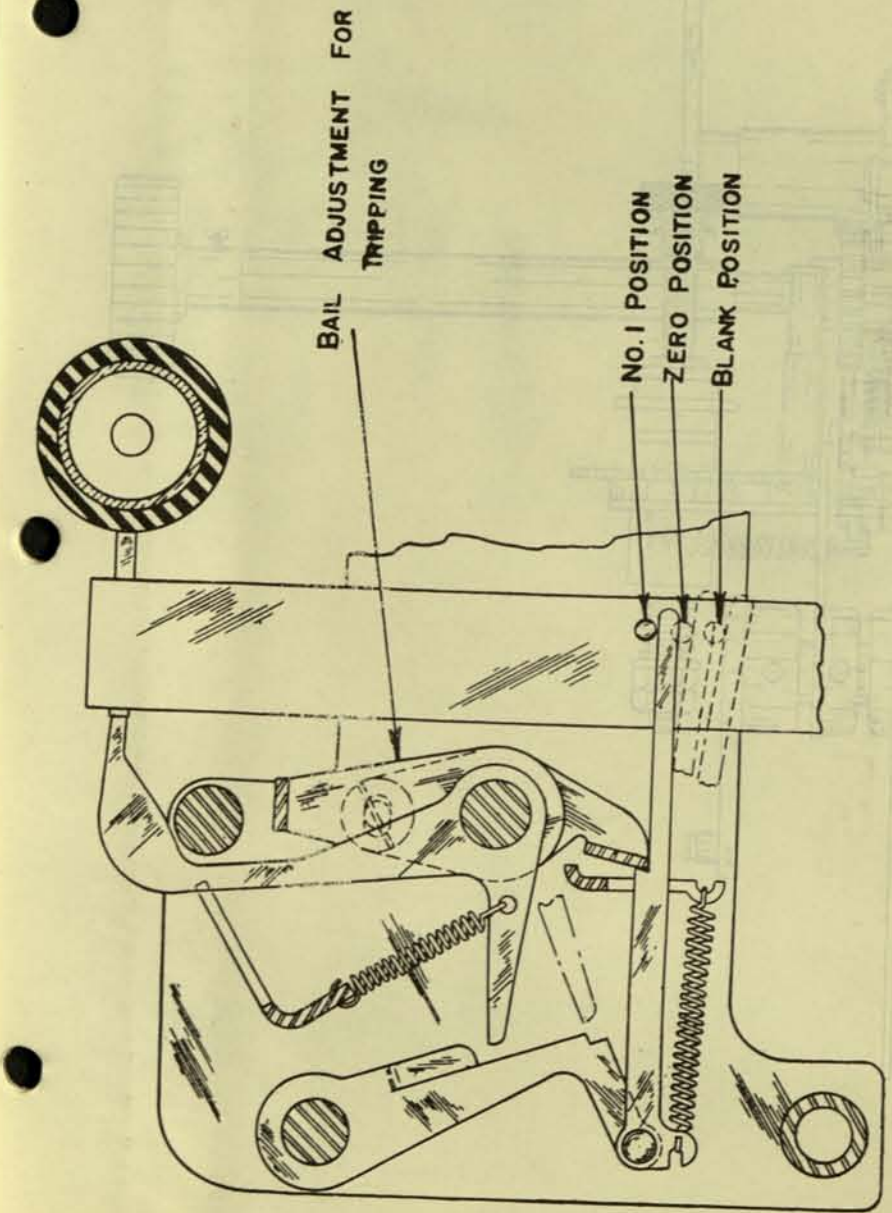 BAIL ADJUSTMENT FOR
TRIPPING
NO. 1 POSITION
ZERO POSITION
BLANK POSITION